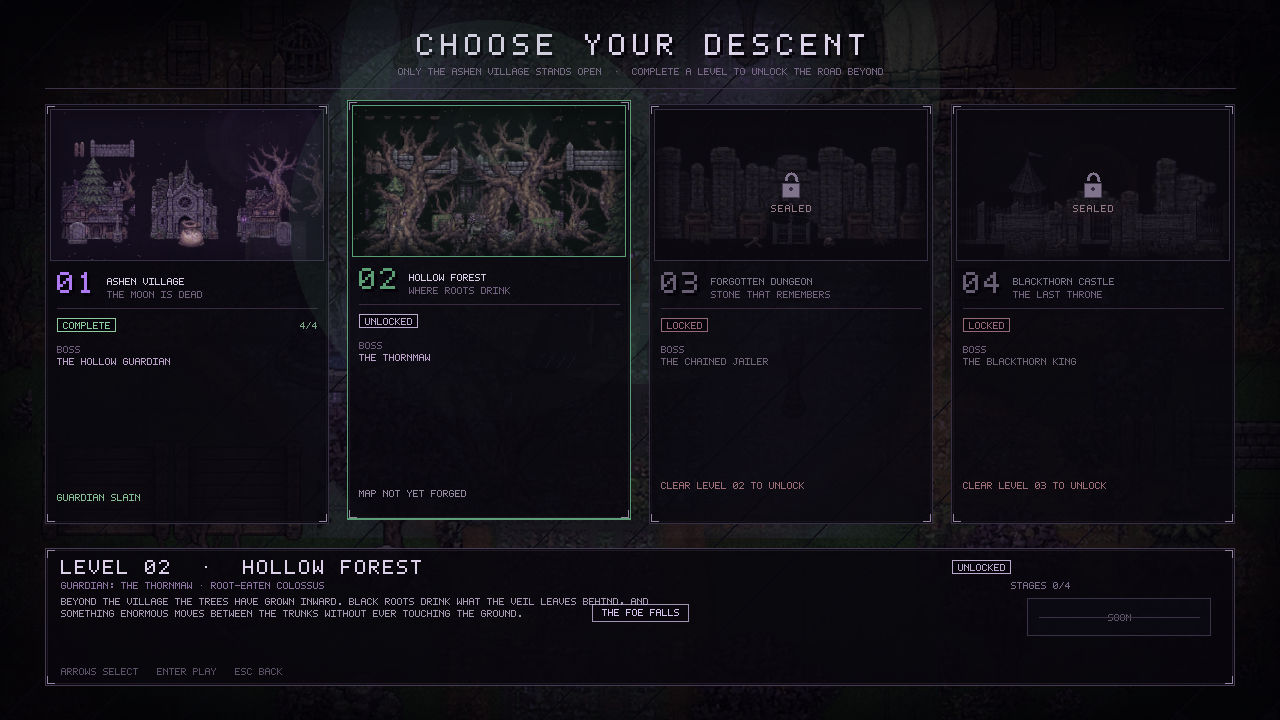 CHOOSE YOUR DESCENT
ONLY THE ASHEN VILLAGE STANDS OPEN · COMPLETE A LEVEL TO UNLOCK THE ROAD BEYOND
01 ASHEN VILLAGE
THE MOON IS DEAD
COMPLETE 4/4
BOSS
THE HOLLOW GUARDIAN
GUARDIAN SLAIN
02 HOLLOW FOREST
WHERE ROOTS DRINK
UNLOCKED
BOSS
THE THORNMAW
MAP NOT YET FORGED
SEALED
03 FORGOTTEN DUNGEON
STONE THAT REMEMBERS
LOCKED
BOSS
THE CHAINED JAILER
CLEAR LEVEL 02 TO UNLOCK
SEALED
04 BLACKTHORN CASTLE
THE LAST THRONE
LOCKED
BOSS
THE BLACKTHORN KING
CLEAR LEVEL 03 TO UNLOCK
LEVEL 02 · HOLLOW FOREST
GUARDIAN: THE THORNMAW · ROOT-EATEN COLOSSUS
BEYOND THE VILLAGE THE TREES HAVE GROWN INWARD. BLACK ROOTS DRINK WHAT THE VEIL LEAVES BEHIND, AND
SOMETHING ENORMOUS MOVES BETWEEN THE TRUNKS WITHOUT EVER TOUCHING THE GROUND.
THE FOE FALLS
UNLOCKED
STAGES 0/4
SOON
ARROWS SELECT ENTER PLAY ESC BACK